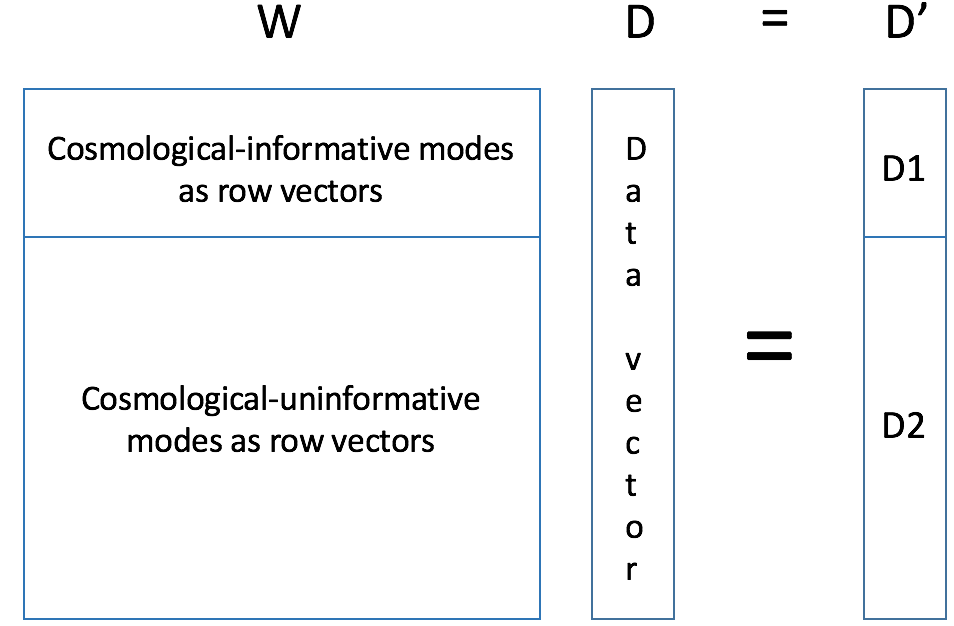 W D = D’
Cosmological-informative modes
as row vectors
D1
Cosmological-uninformative
modes as row vectors
D
a
t
a
v
e
c
t
o
r
=
D2